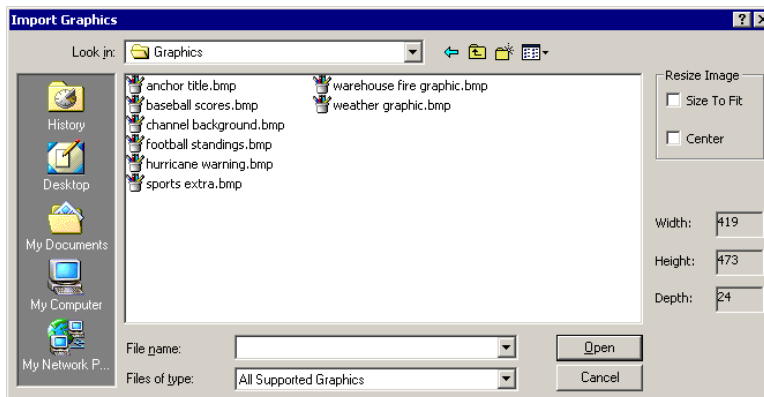 Import Graphics
Look in: Graphics
History
Desktop
My Documents
My Computer
My Network P...
anchor title.bmp
baseball scores.bmp
channel background.bmp
football standings.bmp
hurricane warning.bmp
sports extra.bmp
warehouse fire graphic.bmp
weather graphic.bmp
Resize Image
Size To Fit
Center
Width: 419
Height: 473
Depth: 24
File name:
Open
Files of type: All Supported Graphics
Cancel